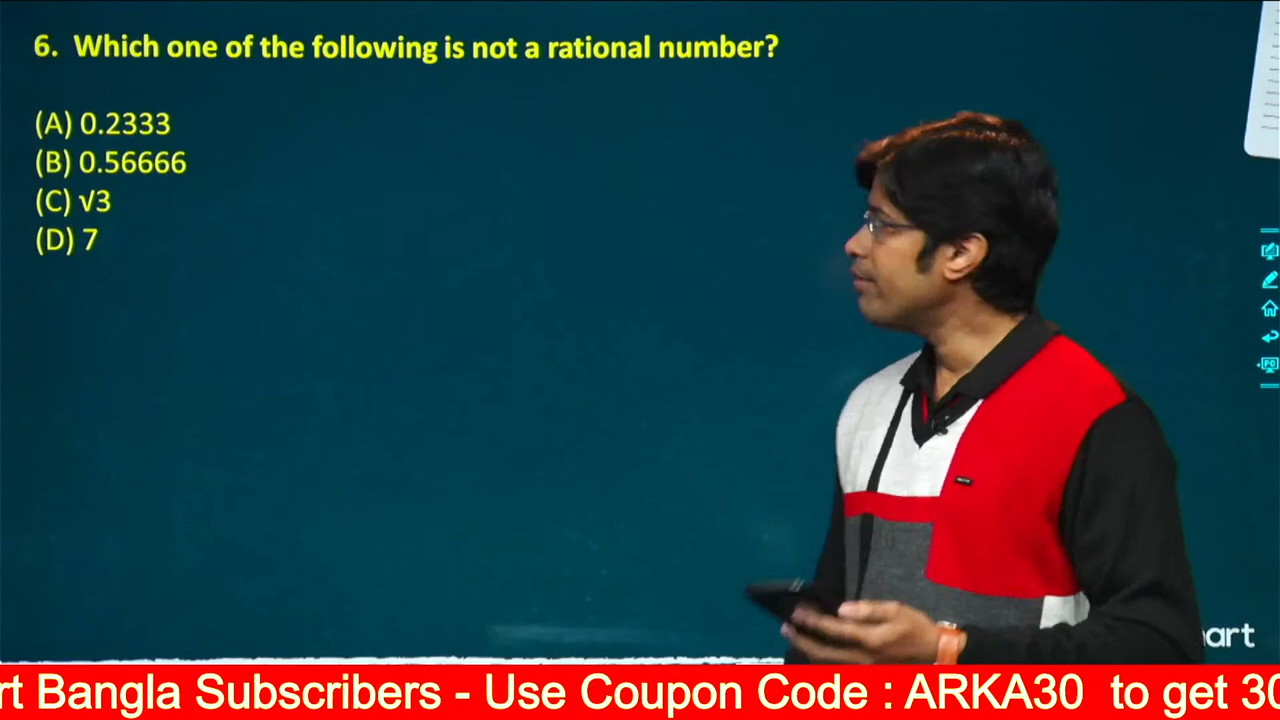 6. Which one of the following is not a rational number?
(A) 0.2333
(B) 0.56666
(C) √3
(D) 7
art
rt Bangla Subscribers - Use Coupon Code : ARKA30 to get 30